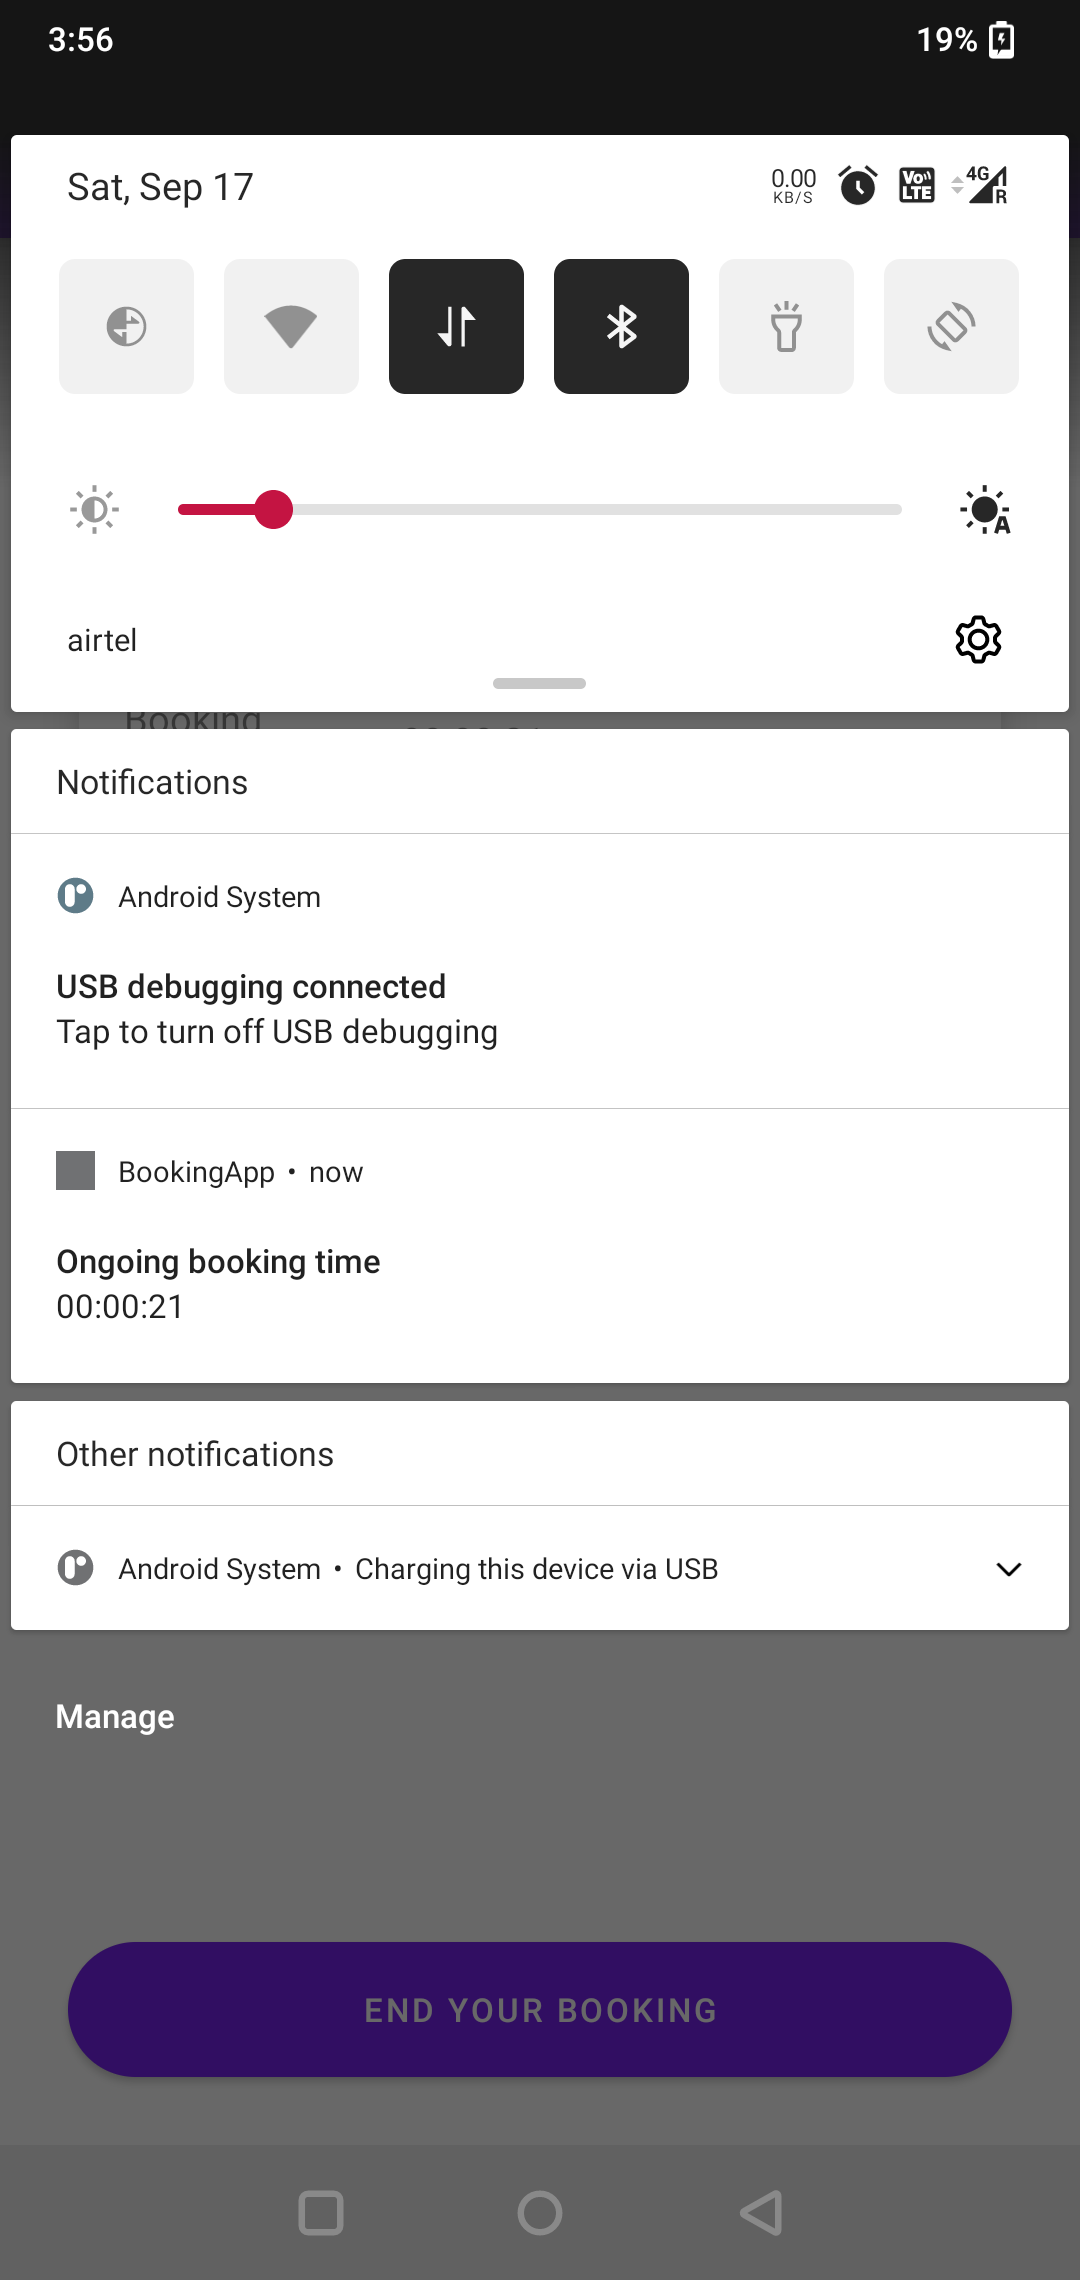 3:56
19%
Sat, Sep 17
0.00
KB/S
VoLTE
4G
R
A
airtel
Booking
Notifications
Android System
USB debugging connected
Tap to turn off USB debugging
BookingApp • now
Ongoing booking time
00:00:21
Other notifications
Android System • Charging this device via USB
Manage
END YOUR BOOKING